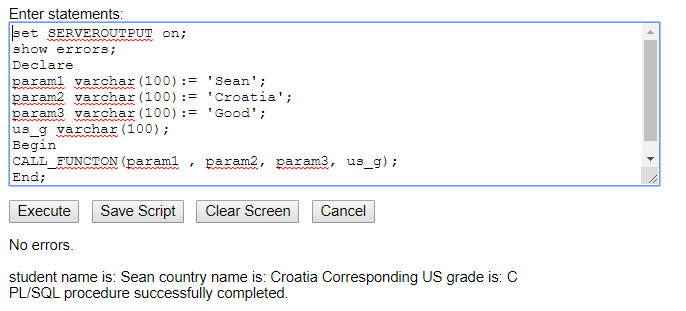 Enter statements:
set SERVEROUTPUT on;
show errors;
Declare
param1 varchar(100):= 'Sean';
param2 varchar(100):= 'Croatia';
param3 varchar(100):= 'Good';
us_g varchar(100);
Begin
CALL_FUNCTON(param1 , param2, param3, us_g);
End;
Execute Save Script Clear Screen Cancel
No errors.
student name is: Sean country name is: Croatia Corresponding US grade is: C
PL/SQL procedure successfully completed.